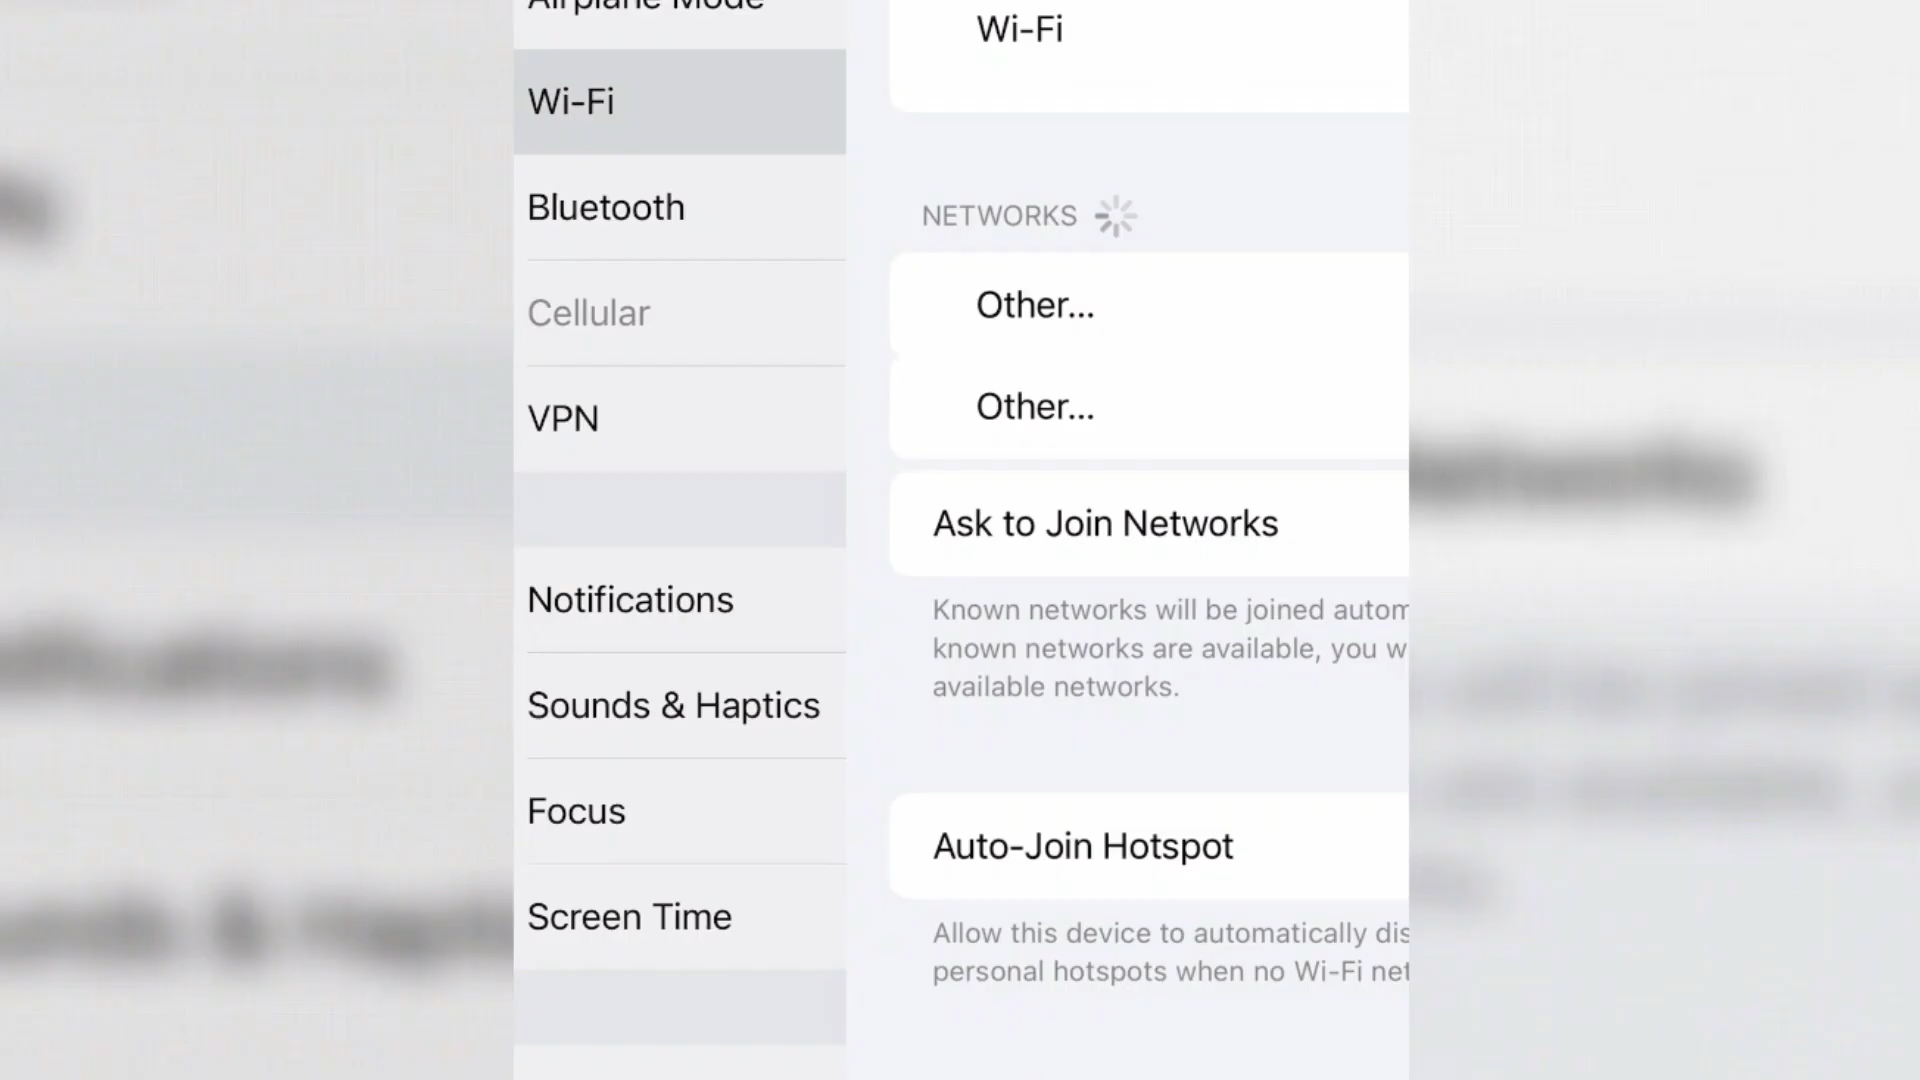 Airplane Mode
Wi-Fi
Bluetooth
Cellular
VPN
Notifications
Sounds & Haptics
Focus
Screen Time
Wi-Fi
NETWORKS
Other...
Other...
Ask to Join Networks
Known networks will be joined autom
known networks are available, you w
available networks.
Auto-Join Hotspot
Allow this device to automatically dis
personal hotspots when no Wi-Fi net